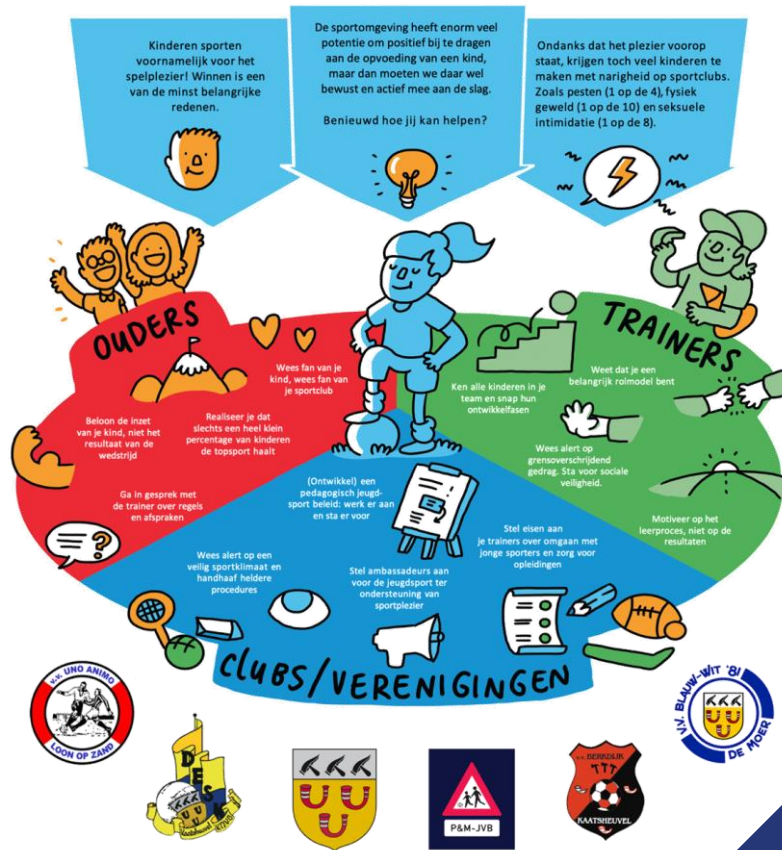 Kinderen sporten
voornamelijk voor het
spelplezier! Winnen is een
van de minst belangrijke
redenen.
De sportomgeving heeft enorm veel
potentie om positief bij te dragen
aan de opvoeding van een kind,
maar dan moeten we daar wel
bewust en actief mee aan de slag.
Benieuwd hoe jij kan helpen?
Ondanks dat het plezier voorop
staat, krijgen toch veel kinderen te
maken met narigheid op sportclubs.
Zoals pesten (1 op de 4), fysiek
geweld (1 op de 10) en seksuele
intimidatie (1 op de 8).
OUDERS
Wees fan van je
kind, wees fan van
je sportclub
Beloon de inzet
van je kind, niet het
resultaat van de
wedstrijd
Realiseer je dat
slechts een heel klein
percentage van kinderen
de topsport haalt
Ga in gesprek met
de trainer over regels
en afspraken
TRAINERS
Ken alle kinderen in je
team en snap hun
ontwikkelfasen
Weet dat je een
belangrijk rolmodel bent
Wees alert op
grensoverschrijdend
gedrag. Sta voor sociale
veiligheid.
Motiveer op het
leerproces, niet op de
resultaten
(Ontwikkel) een
pedagogisch jeugd-
sport beleid: werk er aan
en sta er voor
Wees alert op een
veilig sportklimaat en
handhaaf heldere
procedures
Stel ambassadeurs aan
voor de jeugdsport ter
ondersteuning van
sportplezier
Stel eisen aan
je trainers over omgaan met
jonge sporters en zorg voor
opleidingen
CLUBS/VERENIGINGEN
v.v. UNO ANIMO
LOON OP ZAND
DESK
Kaatsheuvel
P&M-JVB
v.v. BERKDIJK
TTT
KAATSHEUVEL
V.V. BLAUW-WIT '81
DE MOER